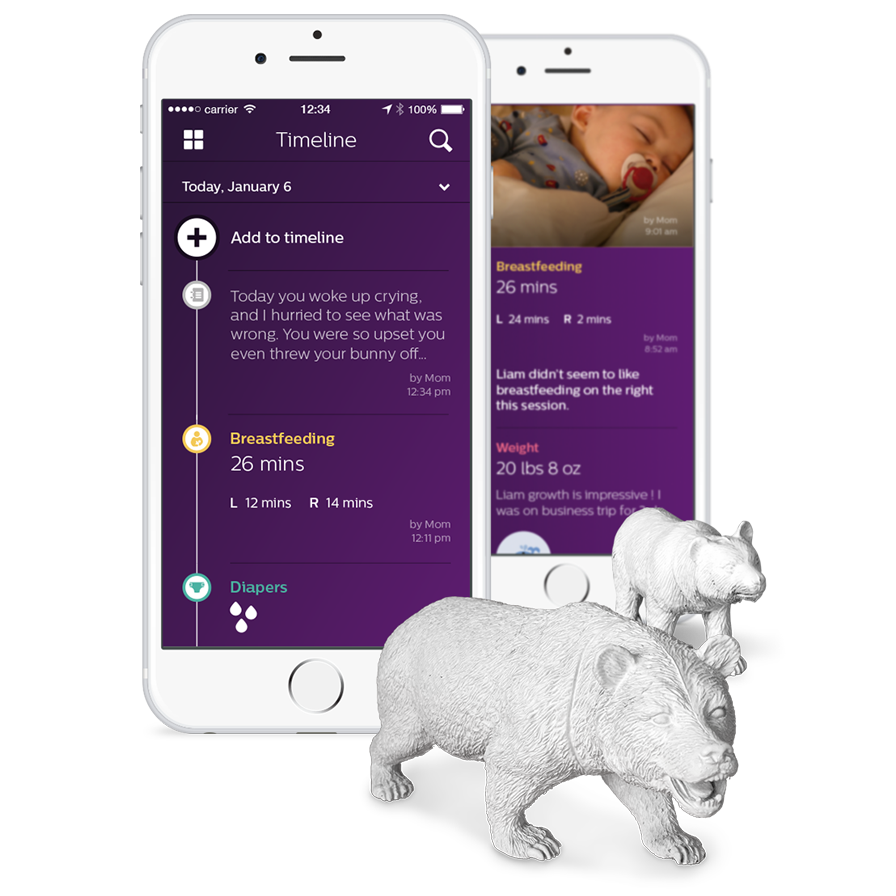 carrier 12:34 100%
Timeline
Today, January 6
Add to timeline
Today you woke up crying,
and I hurried to see what was
wrong. You were so upset you
even threw your bunny off...
by Mom
12:34 pm
Breastfeeding
26 mins
L 12 mins R 14 mins
by Mom
12:11 pm
Diapers
by Mom
9:01 am
Breastfeeding
26 mins
L 24 mins R 2 mins
by Mom
8:52 am
Liam didn't seem to like
breastfeeding on the right
this session.
Weight
20 lbs 8 oz
Liam growth is impressive ! I
was on business trip for